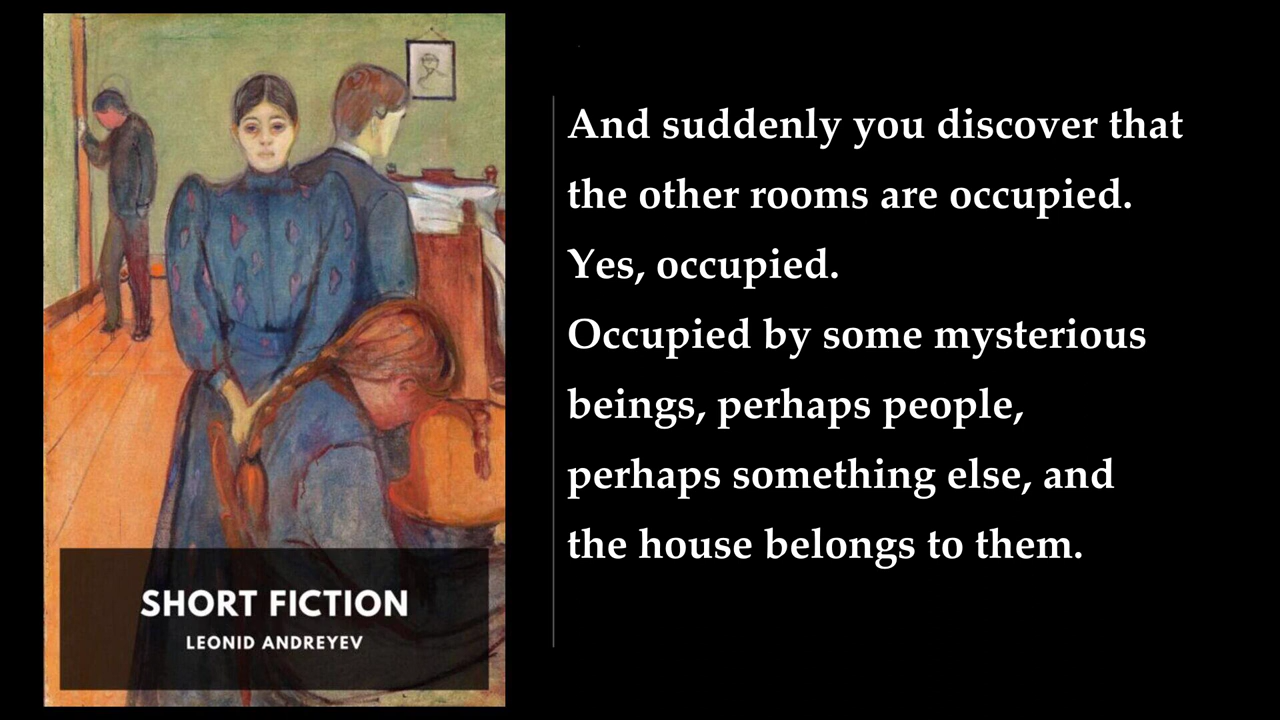 SHORT FICTION
LEONID ANDREYEV
And suddenly you discover that
the other rooms are occupied.
Yes, occupied.
Occupied by some mysterious
beings, perhaps people,
perhaps something else, and
the house belongs to them.